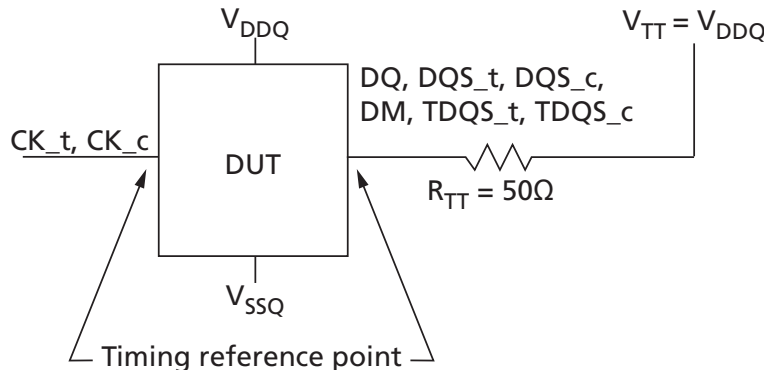 V_DDQ
V_TT = V_DDQ
DQ, DQS_t, DQS_c,
DM, TDQS_t, TDQS_c
CK_t, CK_c
DUT
R_TT = 50Ω
V_SSQ
Timing reference point